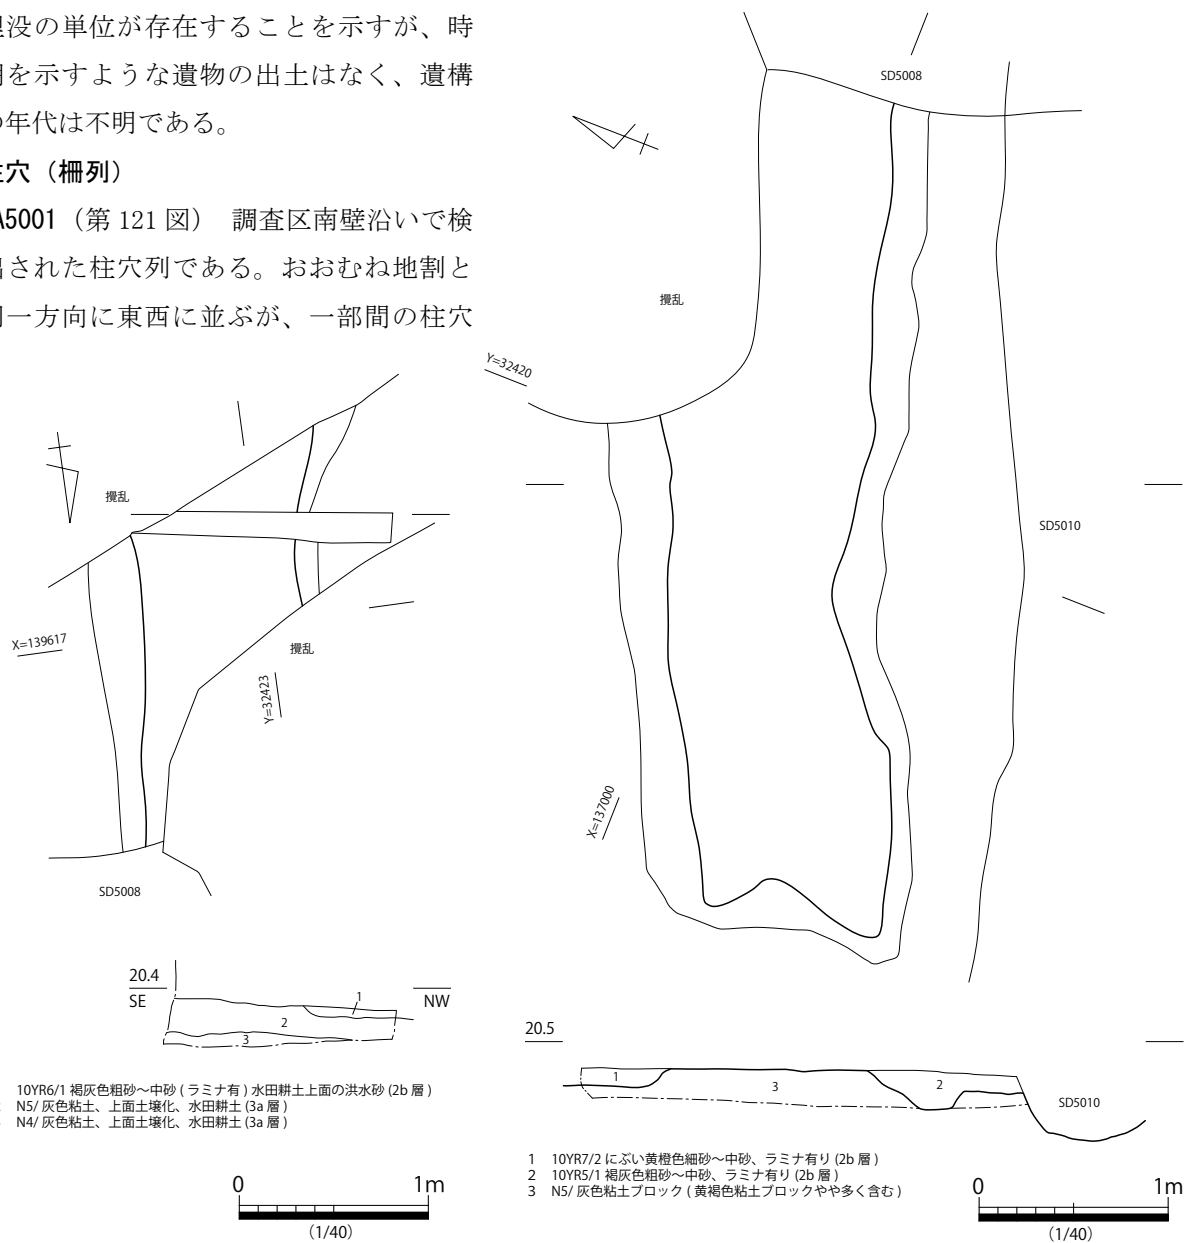 没の単位が存在することを示すが、時
を示すような遺物の出土はなく、遺構
年代は不明である。
穴（柵列）
A5001（第 121 図）　調査区南壁沿いで検
された柱穴列である。おおむね地割と
一方向に東西に並ぶが、一部間の柱穴
攪乱
X=139617
Y=32423
攪乱
SD5008
20.4
SE
NW
1
2
3
10YR6/1 褐灰色粗砂～中砂 ( ラミナ有 ) 水田耕土上面の洪水砂 (2b 層 )
N5/ 灰色粘土、上面土壌化、水田耕土 (3a 層 )
N4/ 灰色粘土、上面土壌化、水田耕土 (3a 層 )
0
1m
（1/40）
SD5008
攪乱
Y=32420
SD5010
X=137000
20.5
1
3
2
SD5010
1　10YR7/2 にぶい黄橙色細砂～中砂、ラミナ有り (2b 層 )
2　10YR5/1 褐灰色粗砂～中砂、ラミナ有り (2b 層 )
3　N5/ 灰色粘土ブロック ( 黄褐色粘土ブロックやや多く含む )
0
1m
（1/40）